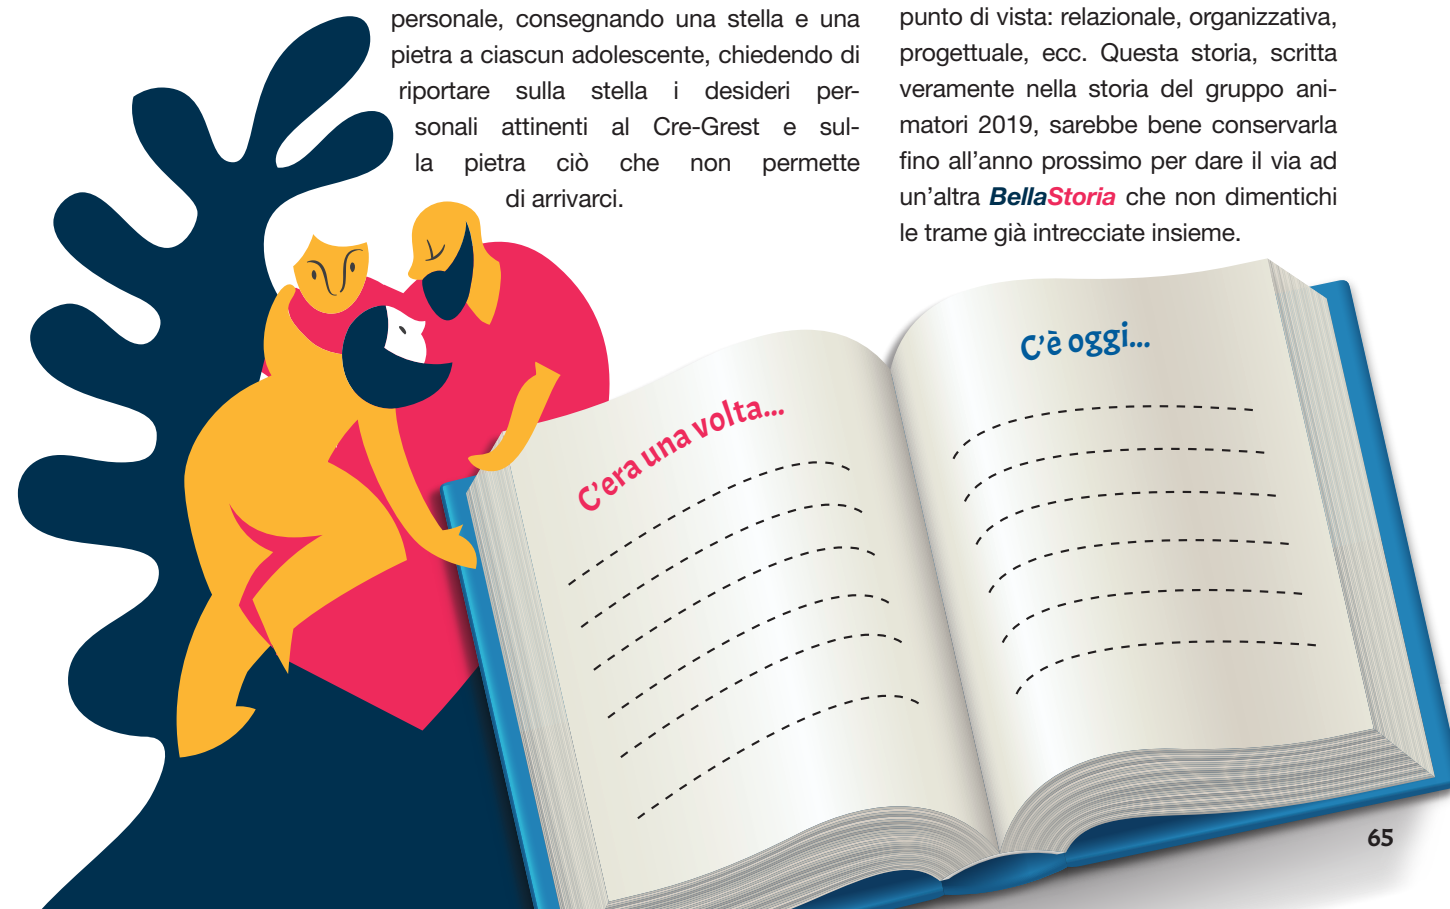 personale, consegnando una stella e una
pietra a ciascun adolescente, chiedendo di
riportare sulla stella i desideri per-
sonali attinenti al Cre-Grest e sul-
la pietra ciò che non permette
di arrivarci.
punto di vista: relazionale, organizzativa,
progettuale, ecc. Questa storia, scritta
veramente nella storia del gruppo ani-
matori 2019, sarebbe bene conservarla
fino all'anno prossimo per dare il via ad
un'altra BellaStoria che non dimentichi
le trame già intrecciate insieme.
C'era una volta...
C'è oggi...
65